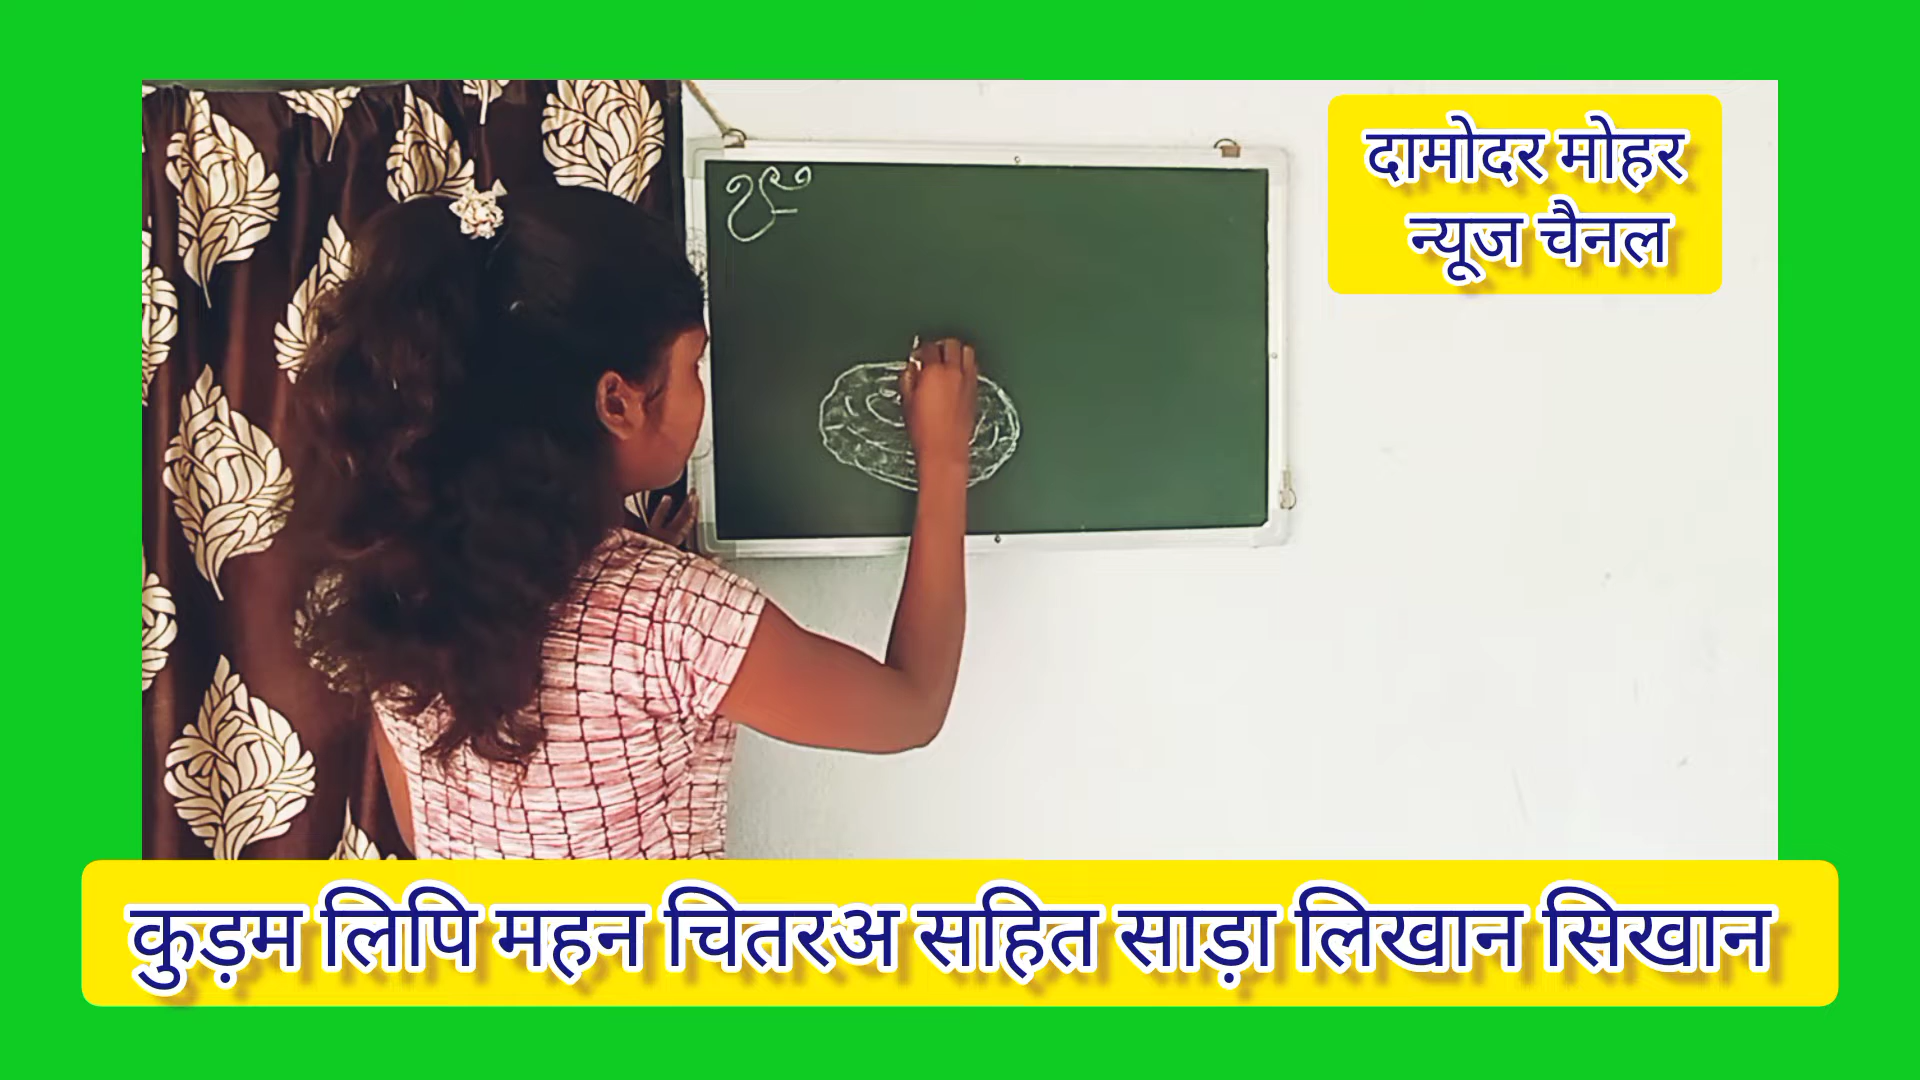 दामोदर मोहर
न्यूज चैनल
कुड़म लिपि महन चितरअ सहित साड़ा लिखान सिखान